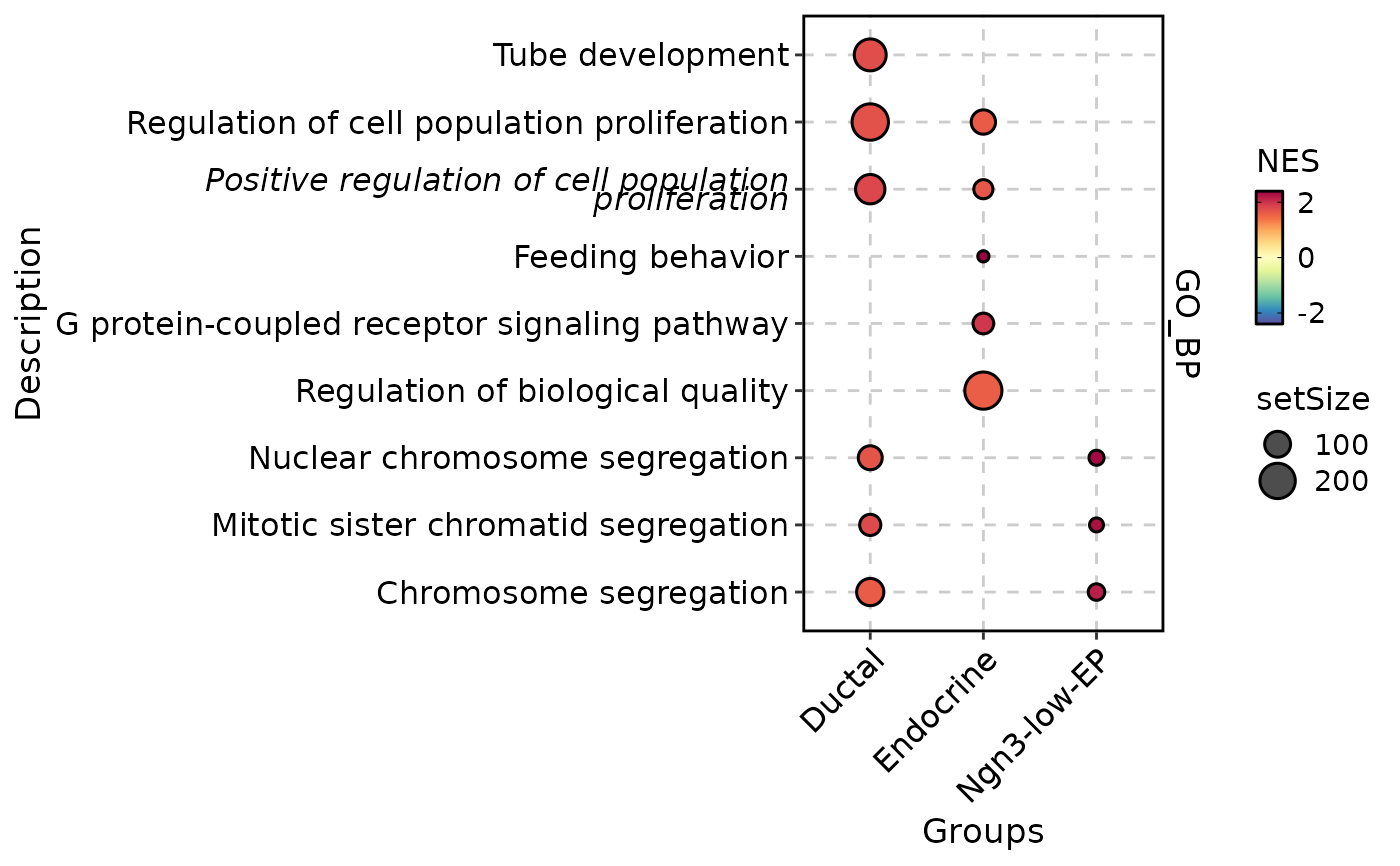 Tube development
Regulation of cell population proliferation
Positive regulation of cell population
proliferation
Feeding behavior
G protein-coupled receptor signaling pathway
Regulation of biological quality
Nuclear chromosome segregation
Mitotic sister chromatid segregation
Chromosome segregation
Description
Ductal
Endocrine
Ngn3-low-EP
Groups
GO_BP
NES
2
0
-2
setSize
100
200